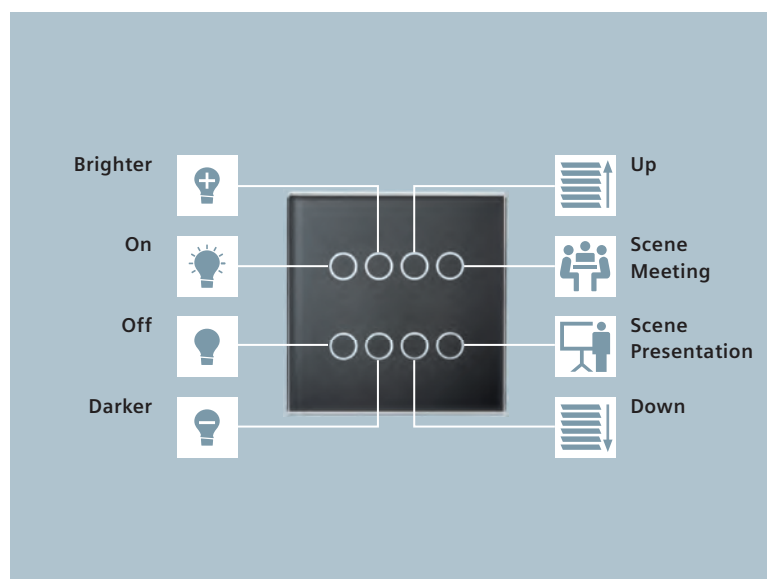 Brighter
On
Off
Darker
Up
Scene
Meeting
Scene
Presentation
Down